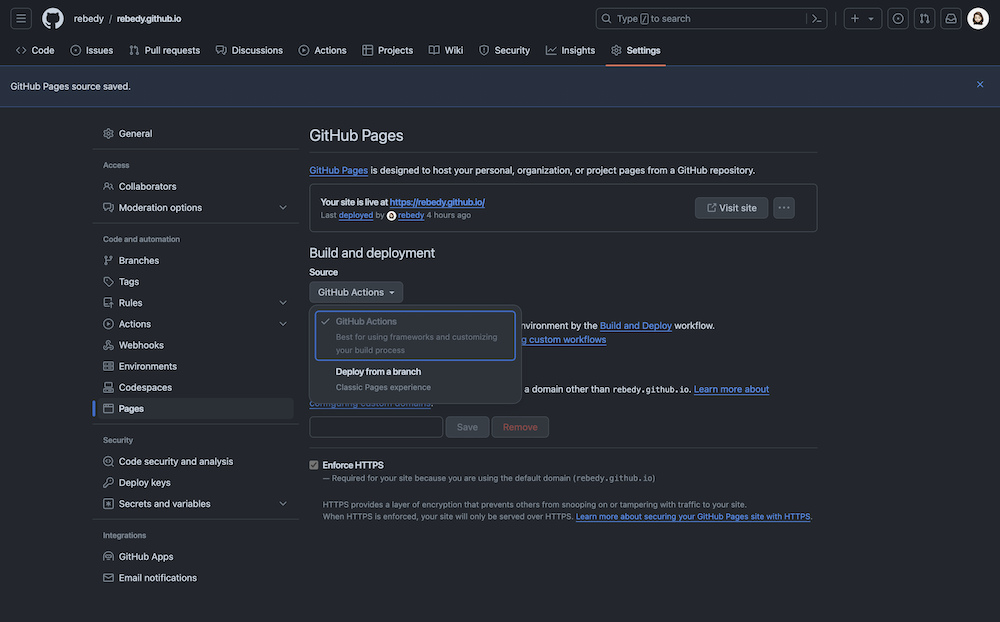 rebedy / rebedy.github.io
Type / to search
Code
Issues
Pull requests
Discussions
Actions
Projects
Wiki
Security
Insights
Settings
GitHub Pages source saved.
General
Access
Collaborators
Moderation options
Code and automation
Branches
Tags
Rules
Actions
Webhooks
Environments
Codespaces
Pages
Security
Code security and analysis
Deploy keys
Secrets and variables
Integrations
GitHub Apps
Email notifications
GitHub Pages
GitHub Pages is designed to host your personal, organization, or project pages from a GitHub repository.
Your site is live at https://rebedy.github.io/
Last deployed by rebedy 4 hours ago
Visit site
Build and deployment
Source
GitHub Actions
GitHub Actions
Best for using frameworks and customizing
your build process
Deploy from a branch
Classic Pages experience
nvironment by the Build and Deploy workflow.
g custom workflows
a domain other than rebedy.github.io. Learn more about
configuring custom domains.
Save
Remove
Enforce HTTPS
— Required for your site because you are using the default domain (rebedy.github.io)
HTTPS provides a layer of encryption that prevents others from snooping on or tampering with traffic to your site.
When HTTPS is enforced, your site will only be served over HTTPS. Learn more about securing your GitHub Pages site with HTTPS.